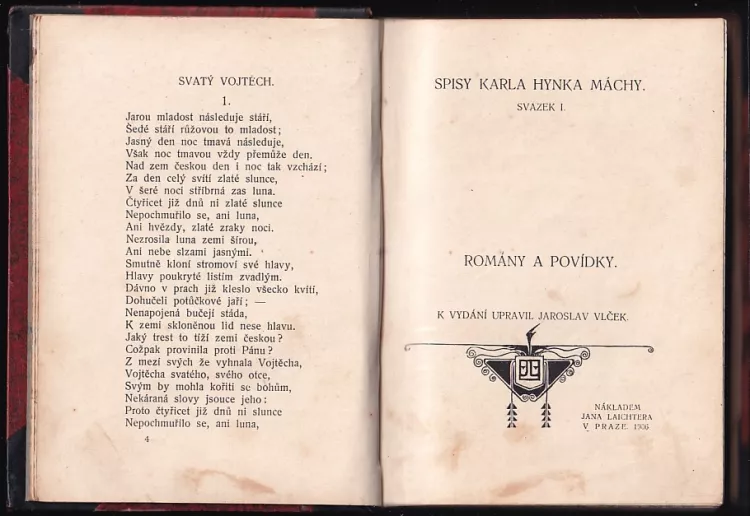 SVATÝ VOJTĚCH.
1.
Jarou mladost následuje stáří,
Šedé stáří růžovou to mladost;
Jasný den noc tmavá následuje,
Však noc tmavou vždy přemůže den.
Nad zem českou den i noc tak vzchází;
Za den celý svítí zlaté slunce,
V šeré noci stříbrná zas luna.
Čtyřicet již dnů ni zlaté slunce
Nepochmuřilo se, ani luna,
Ani hvězdy, zlaté zraky noci.
Nezrosila luna zemi šírou,
Ani nebe slzami jasnými.
Smutně kloní stromoví své hlavy,
Hlavy poukryté listím zvadlým.
Dávno v prach již kleslo všecko kvítí,
Dohučeli potůčkové jaří; —
Nenapojená bučejí stáda,
K zemi skloněnou lid nese hlavu.
Jaký trest to tíží zemi českou?
Cožpak provinila proti Pánu?
Z mezí svých že vyhnala Vojtěcha,
Vojtěcha svatého, svého otce,
Svým by mohla kořiti se bohům,
Nekáraná slovy jsouce jeho:
Proto čtyřicet již dnů ni slunce
Nepochmuřilo se, ani luna,
4
SPISY KARLA HYNKA MÁCHY.
SVAZEK I.
ROMÁNY A POVÍDKY.
K VYDÁNÍ UPRAVIL JAROSLAV VLČEK.
NÁKLADEM
JANA LAICHTERA
V PRAZE. 1906